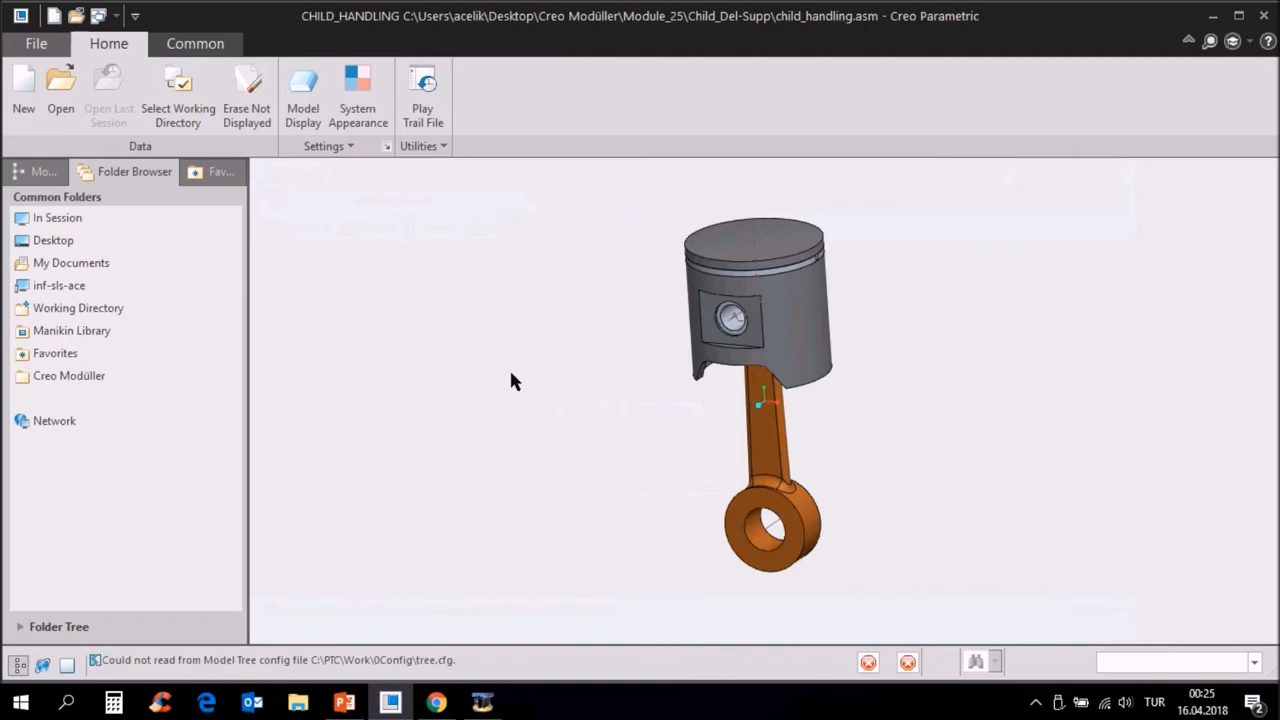 CHILD_HANDLING C:\Users\acelik\Desktop\Creo Modüller\Module_25\Child_Del-Supp\child_handling.asm - Creo Parametric
File
Home
Common
New
Open
Open Last
Session
Select Working
Directory
Erase Not
Displayed
Model
Display
System
Appearance
Play
Trail File
Data
Settings
Utilities
Mo...
Folder Browser
Fav...
Common Folders
In Session
Desktop
My Documents
inf-sls-ace
Working Directory
Manikin Library
Favorites
Creo Modüller
Network
Folder Tree
Could not read from Model Tree config file C:\PTC\Work\0Config\tree.cfg.
TUR
00:25
16.04.2018
2